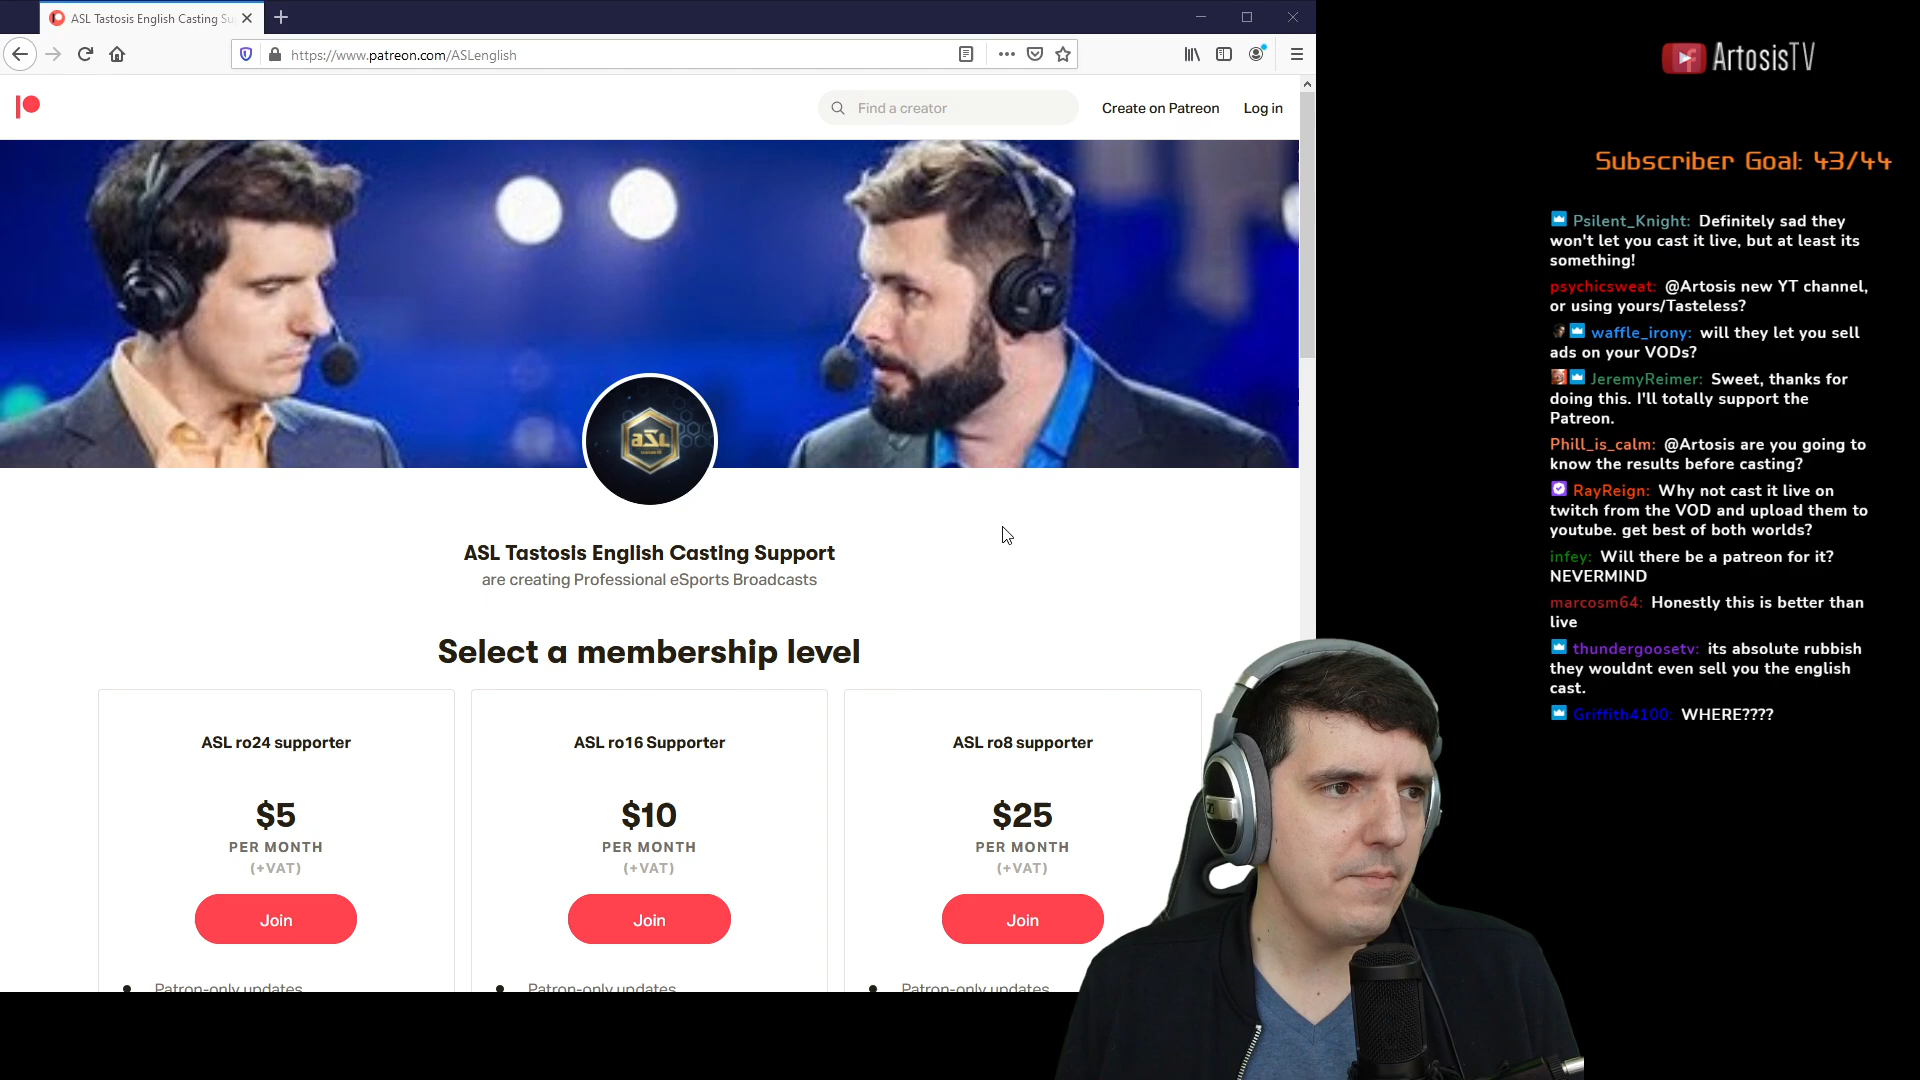 ASL Tastosis English Casting Su
https://www.patreon.com/ASLenglish
Find a creator
Create on Patreon
Log in
aSL
ASL Tastosis English Casting Support
are creating Professional eSports Broadcasts
Select a membership level
ASL ro24 supporter
$5
PER MONTH
(+VAT)
Join
Patron-only updates
ASL ro16 Supporter
$10
PER MONTH
(+VAT)
Join
Patron-only updates
ASL ro8 supporter
$25
PER MONTH
(+VAT)
Join
Patron-only updates
ArtosisTV
Subscriber Goal: 43/44
Psilent_Knight: Definitely sad they
won't let you cast it live, but at least its
something!
psychicsweat: @Artosis new YT channel,
or using yours/Tasteless?
waffle_irony: will they let you sell
ads on your VODs?
JeremyReimer: Sweet, thanks for
doing this. I'll totally support the
Patreon.
Phill_is_calm: @Artosis are you going to
know the results before casting?
RayReign: Why not cast it live on
twitch from the VOD and upload them to
youtube. get best of both worlds?
infey: Will there be a patreon for it?
NEVERMIND
marcosm64: Honestly this is better than
live
thundergoosetv: its absolute rubbish
they wouldnt even sell you the english
cast.
Griffith4100: WHERE????